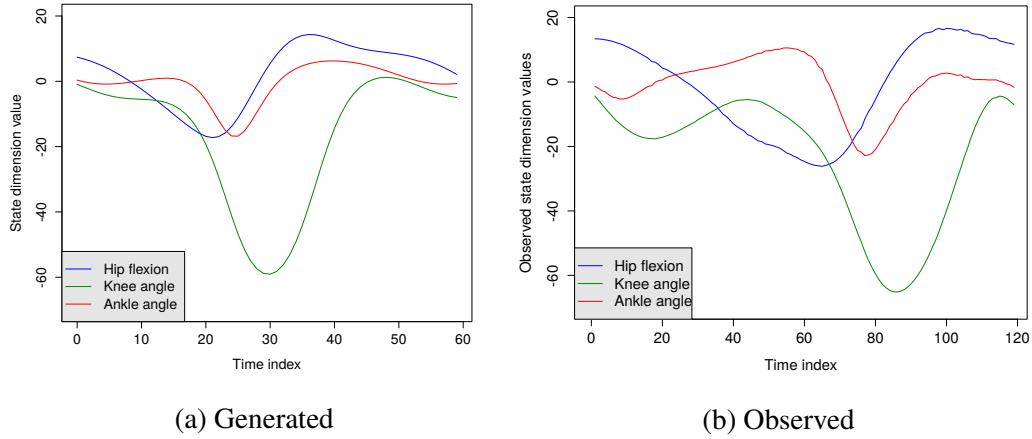 20
0
-20
-40
-60
State dimension value
Hip flexion
Knee angle
Ankle angle
0 10 20 30 40 50 60
Time index
(a) Generated
20
0
-20
-40
-60
Observed state dimension values
Hip flexion
Knee angle
Ankle angle
0 20 40 60 80 100 120
Time index
(b) Observed